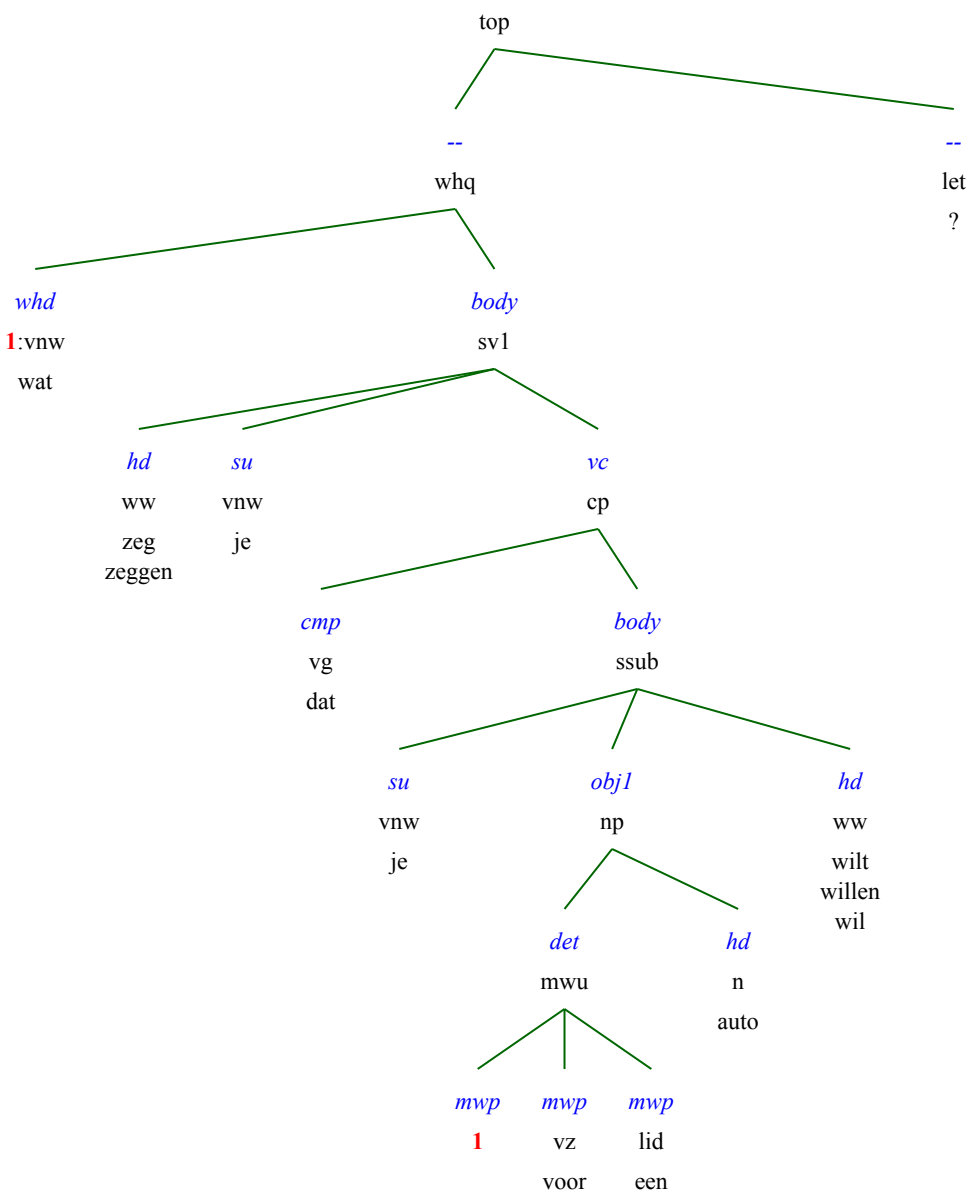 top
-- --
whq let
?
whd body
1:vnw sv1
wat
hd su vc
ww vnw cp
zeg je
zeggen
cmp body
vg ssub
dat
su obj1 hd
vnw np ww
je wilt
willen
wil
det hd
mwu n
auto
mwp mwp mwp
1 vz lid
voor een